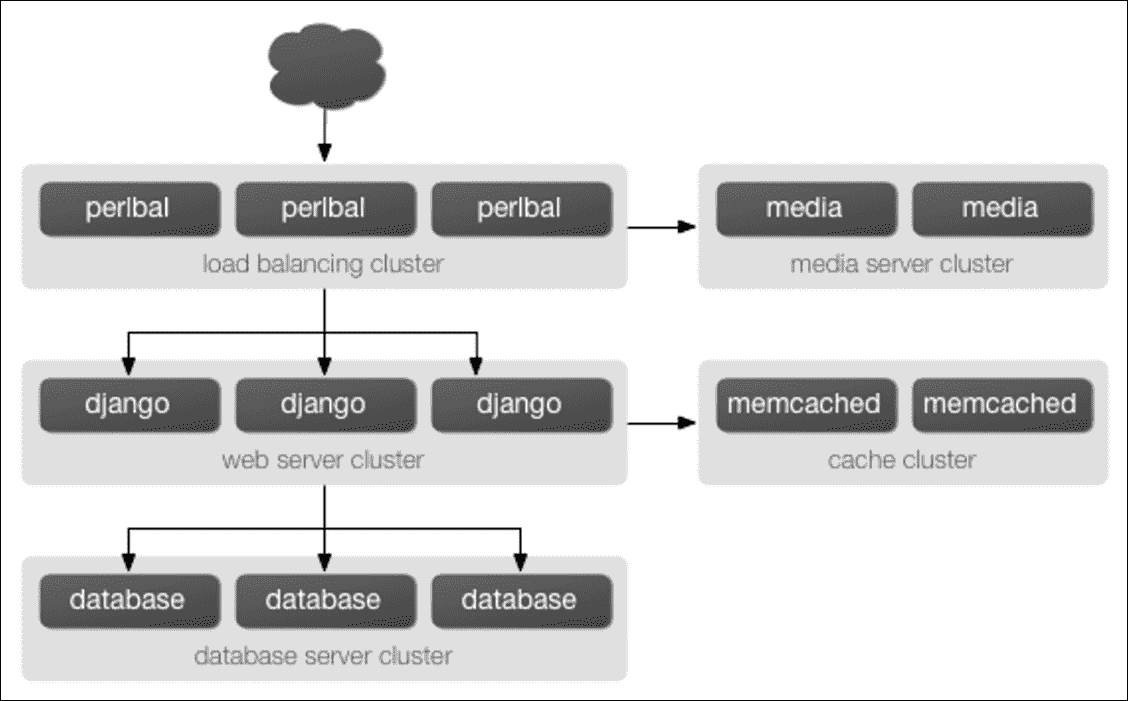 perlbal perlbal perlbal
load balancing cluster
media media
media server cluster
django django django
web server cluster
memcached memcached
cache cluster
database database database
database server cluster